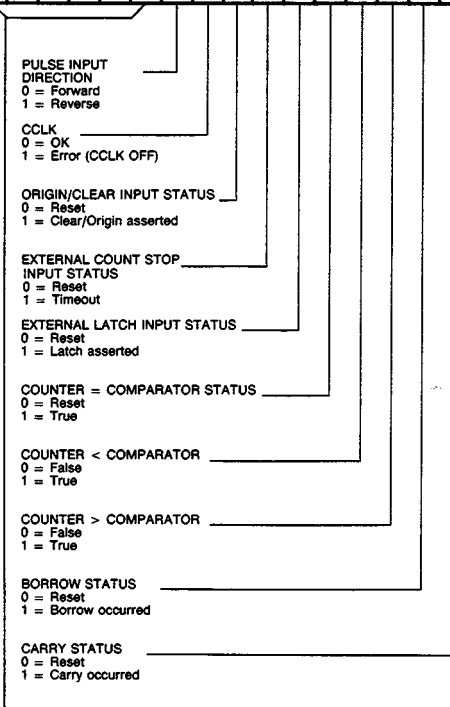 PULSE INPUT
DIRECTION
0 = Forward
1 = Reverse
CCLK
0 = OK
1 = Error (CCLK OFF)
ORIGIN/CLEAR INPUT STATUS
0 = Reset
1 = Clear/Origin asserted
EXTERNAL COUNT STOP
INPUT STATUS
0 = Reset
1 = Timeout
EXTERNAL LATCH INPUT STATUS
0 = Reset
1 = Latch asserted
COUNTER = COMPARATOR STATUS
0 = Reset
1 = True
COUNTER < COMPARATOR
0 = False
1 = True
COUNTER > COMPARATOR
0 = False
1 = True
BORROW STATUS
0 = Reset
1 = Borrow occurred
CARRY STATUS
0 = Reset
1 = Carry occurred